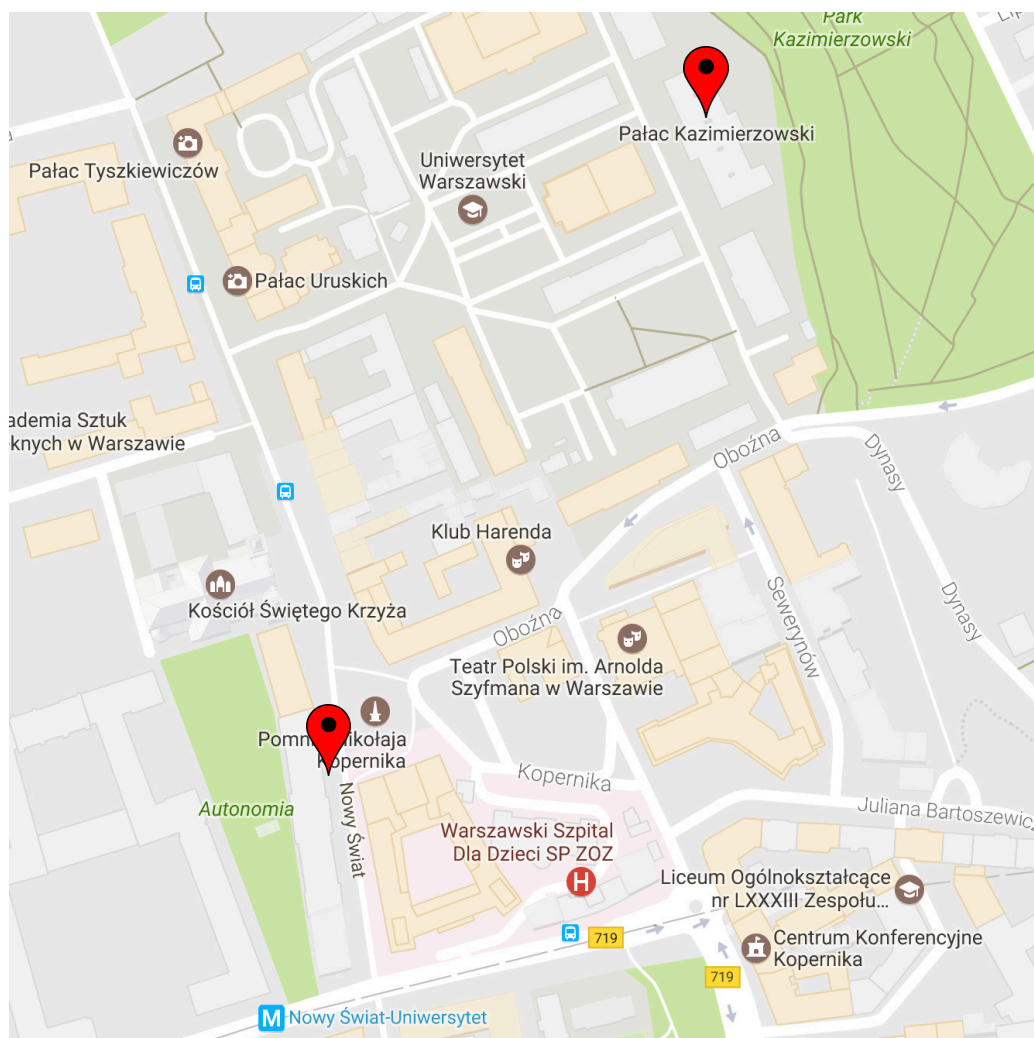 Park
Kazimierzowski
Pałac Kazimierzowski
Pałac Tyszkiewiczów
Uniwersytet
Warszawski
Pałac Uruskich
ademia Sztuk
knych w Warszawie
Oboźna
Dynasy
Klub Harenda
Kościół Świętego Krzyża
Oboźna
Sewerynów
Dynasy
Teatr Polski im. Arnolda
Szyfmana w Warszawie
Kopernika
Kopernika
Autonomia
Nowy Świat
Juliana Bartoszewic
Warszawski Szpital
Dla Dzieci SP ZOZ
H
Liceum Ogólnokształcące
nr LXXXIII Zespołu...
719
Centrum Konferencyjne
Kopernika
719
M Nowy Świat-Uniwersytet